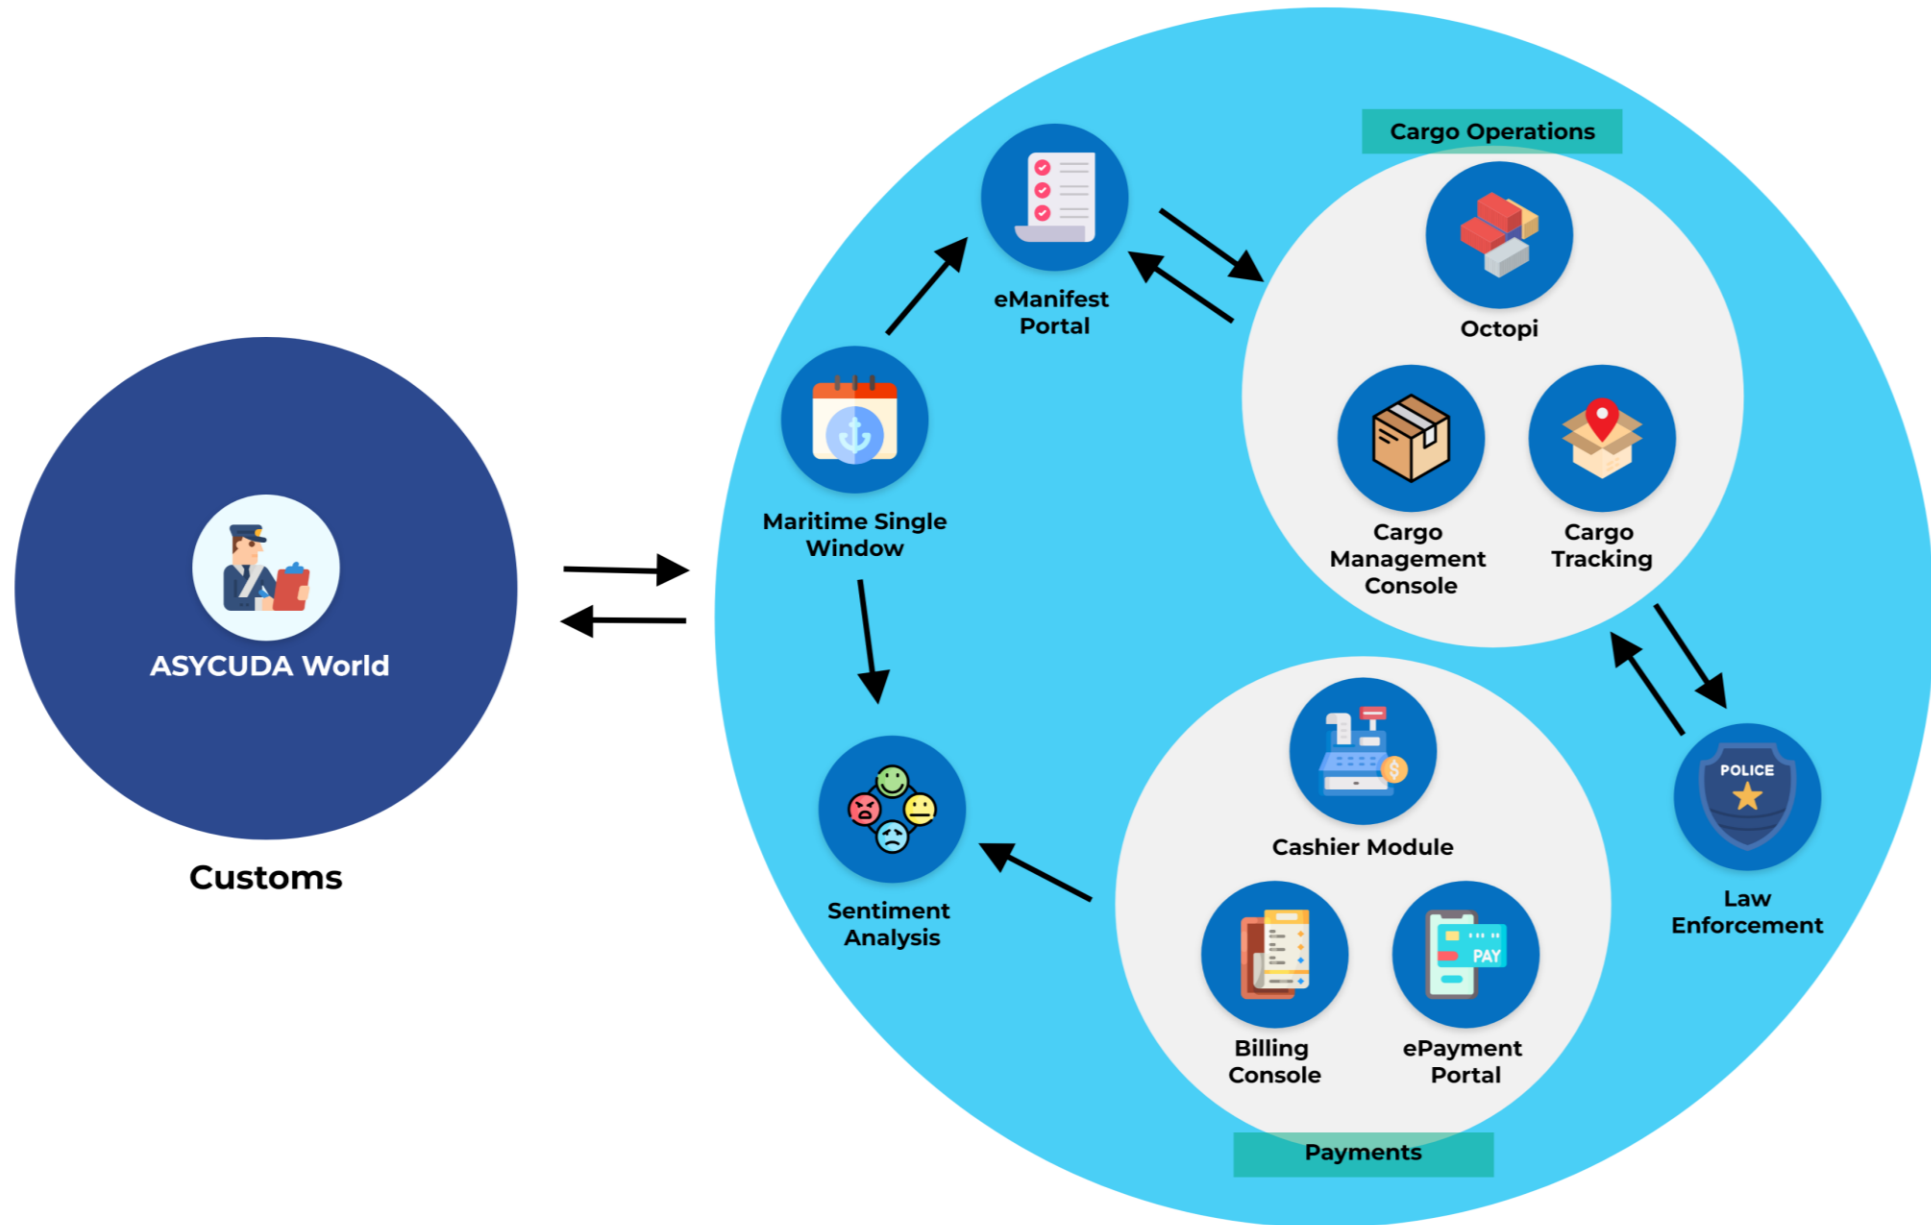 ASYCUDA World
Customs
eManifest
Portal
Maritime Single
Window
Sentiment
Analysis
Cargo Operations
Octopi
Cargo
Management
Console
Cargo
Tracking
POLICE
Law
Enforcement
$
Cashier Module
Billing
Console
PAY
ePayment
Portal
Payments